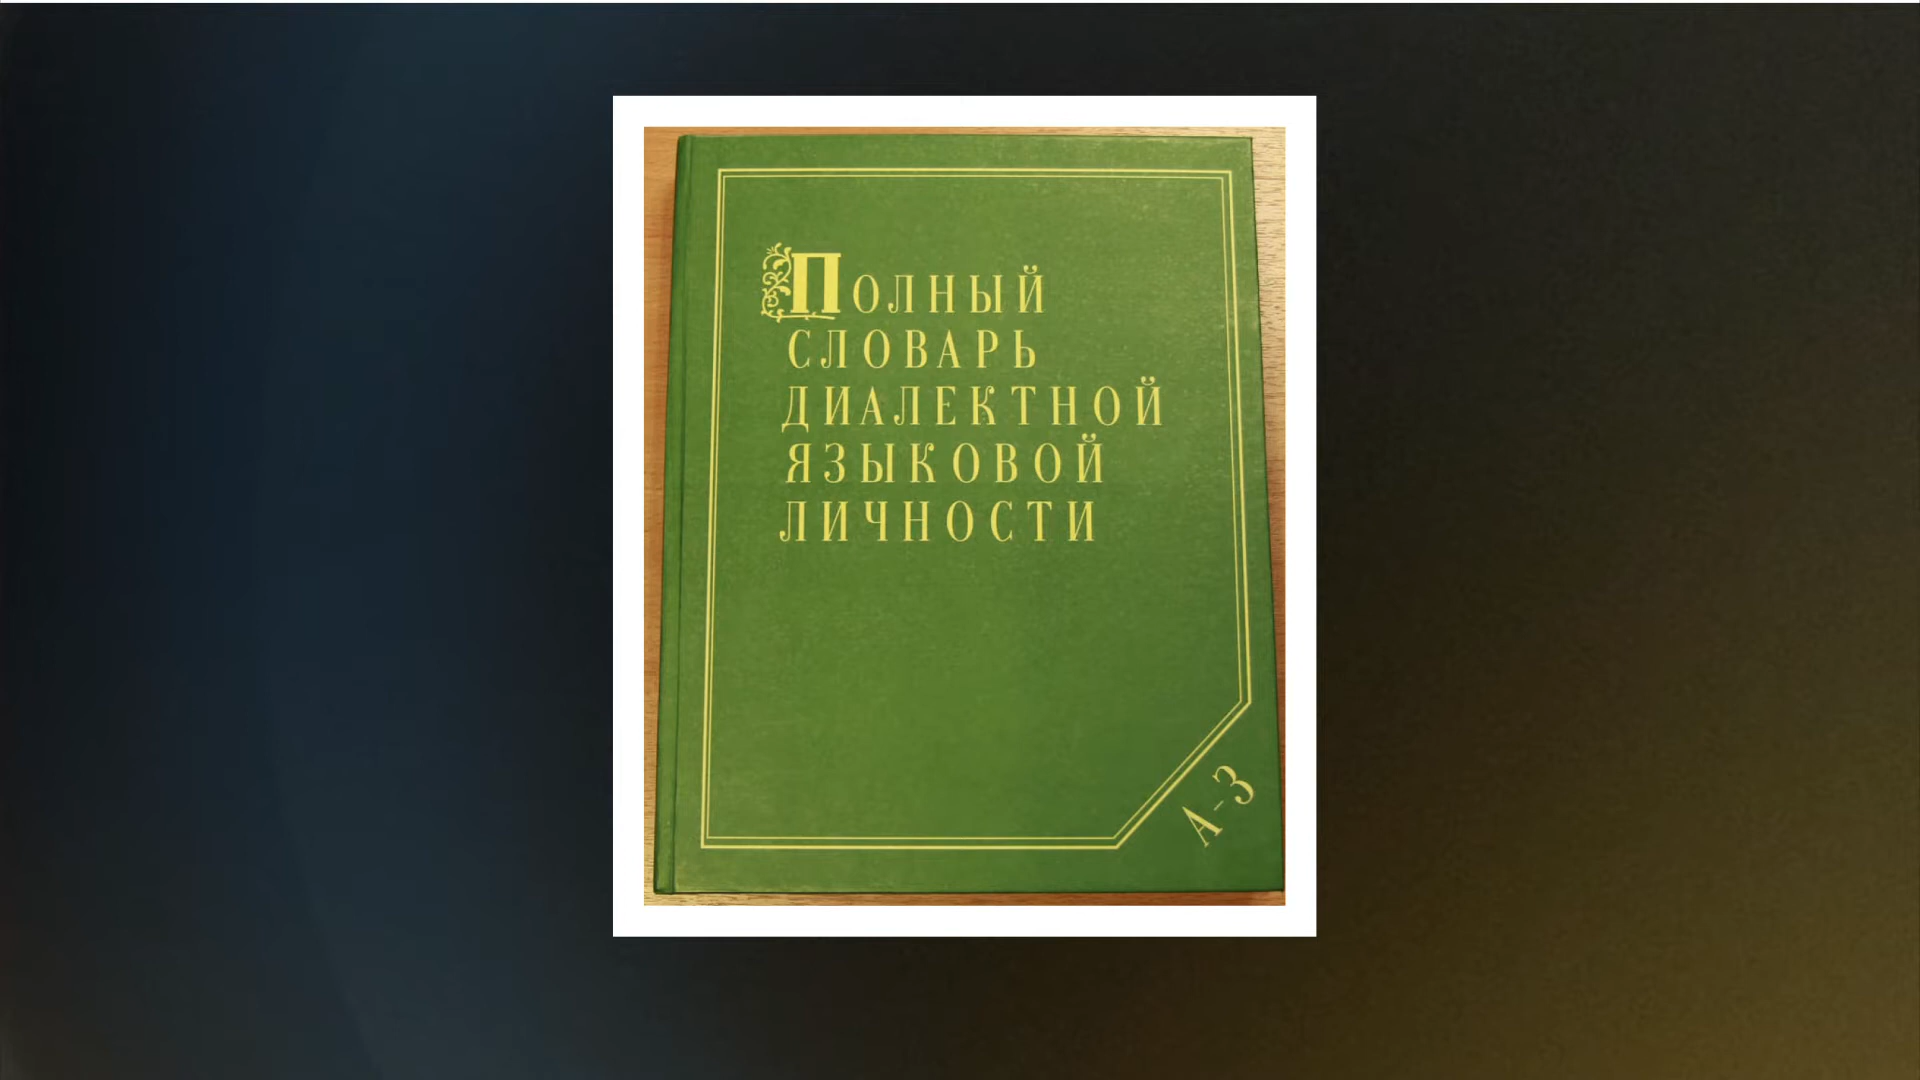 Полный
словарь
диалектной
языковой
личности
А-З